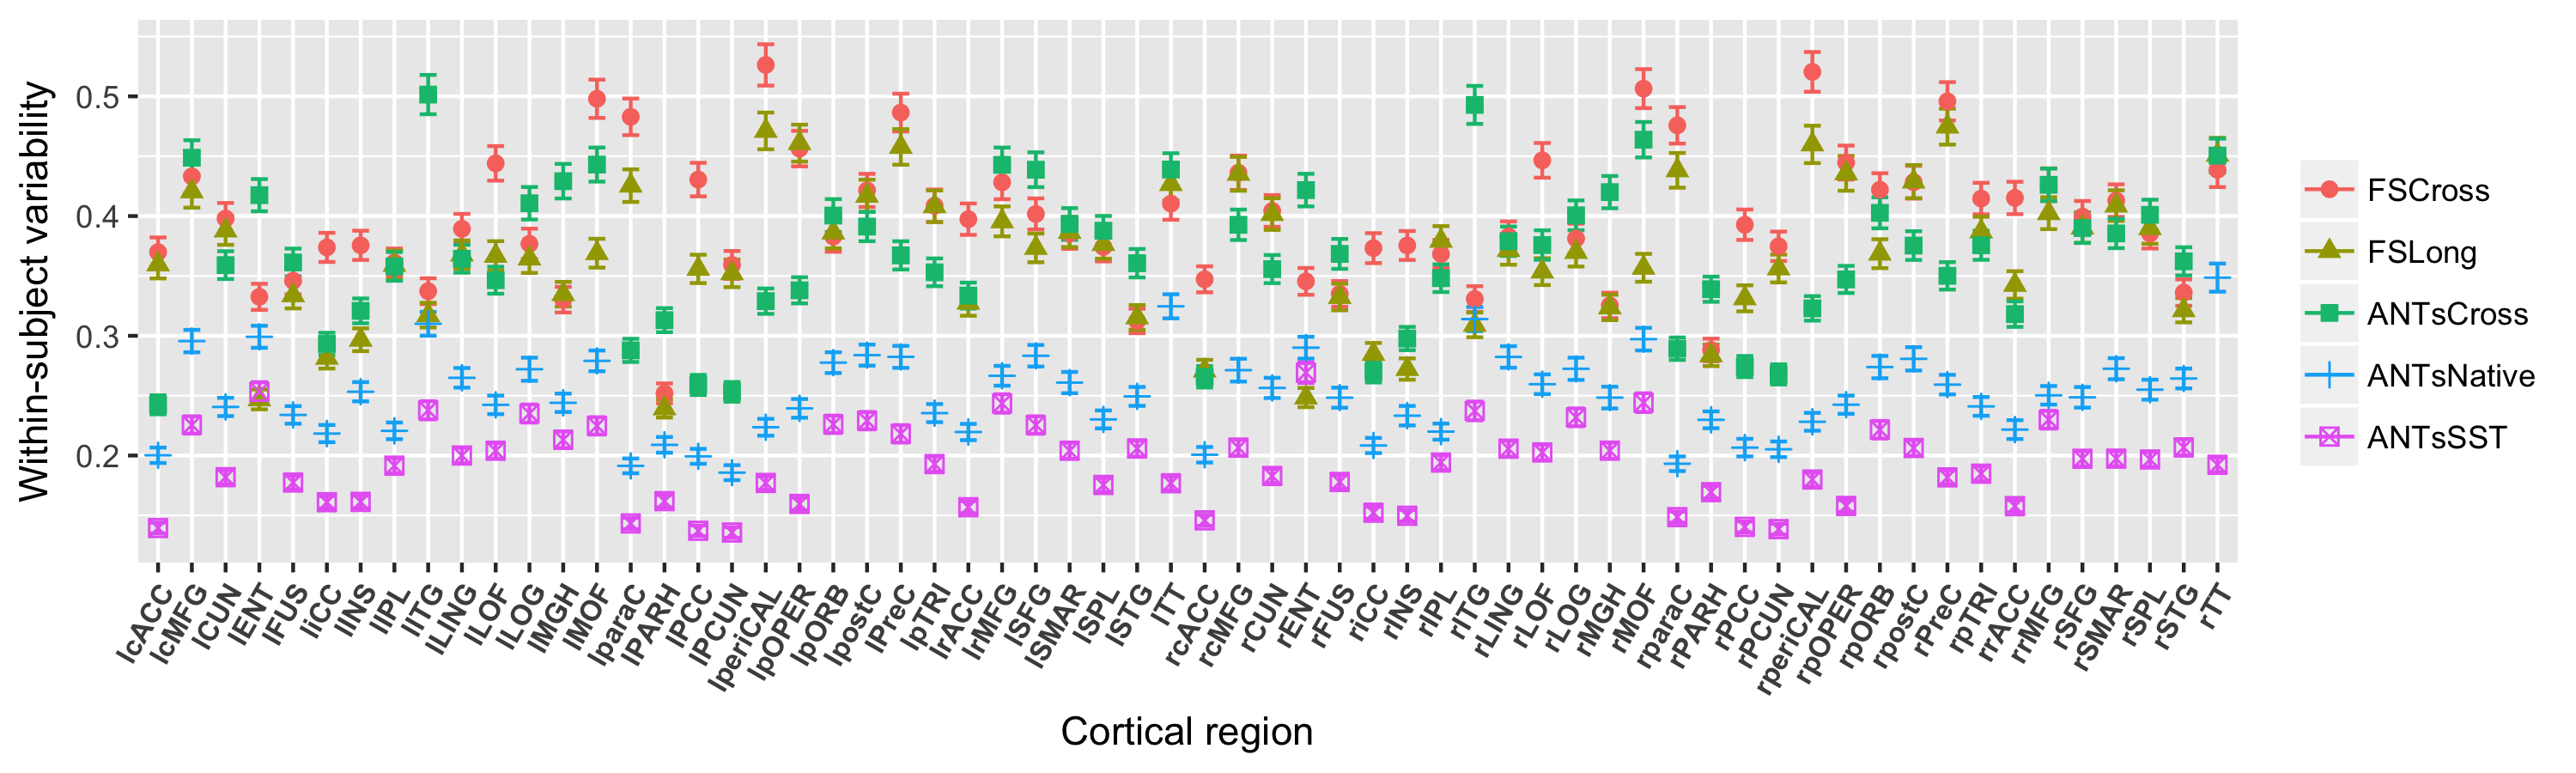 Within-subject variability
0.5
0.4
0.3
0.2
lcACC
lcMFG
lCUN
lENT
lFUS
liCC
lINS
lIPL
lITG
lLING
lLOF
lLOG
lMGH
lMOF
lparaC
lPARH
lPCC
lPCUN
lperiCAL
lpOPER
lpORB
lpostC
lPreC
lpTRI
lrACC
lrMFG
lSFG
lSMAR
lSPL
lSTG
lTT
rcACC
rcMFG
rCUN
rENT
rFUS
riCC
rINS
rIPL
rITG
rLING
rLOF
rLOG
rMGH
rMOF
rparaC
rPARH
rPCC
rPCUN
rperiCAL
rpOPER
rpORB
rpostC
rPreC
rpTRI
rrACC
rrMFG
rSFG
rSMAR
rSPL
rSTG
rTT
Cortical region
FSCross
FSLong
ANTsCross
ANTsNative
ANTsSST